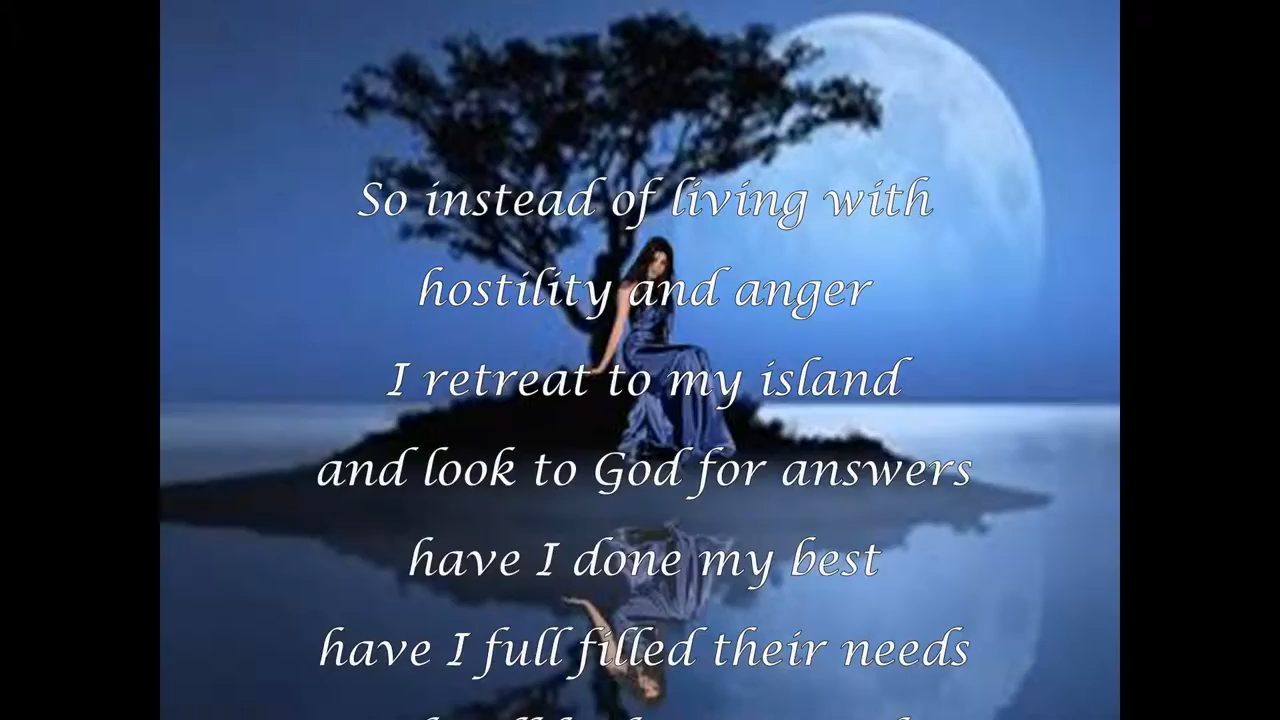 So instead of living with
hostility and anger
I retreat to my island
and look to God for answers
have I done my best
have I full filled their needs